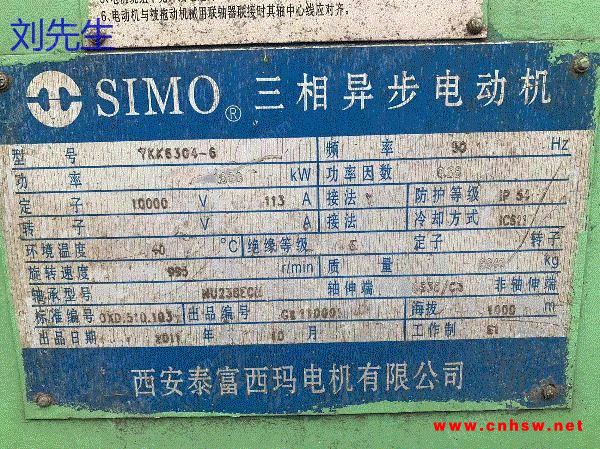 6.电动机与被拖动机械用联轴器联接时其轴中心线应对齐.
刘先生
SIMO® 三相异步电动机
型 号 YKK6304-6 频 率 Hz
功 率 kW 功率因数
定 子 10000 V 113 A 接法 Y 防护等级 IP 54
转 子 V A 接法 冷却方式
环境温度 40 ℃ 绝缘等级 定子 转子
旋转速度 995 r/min 质 量 kg
轴承型号 轴伸端 非轴伸端
标准编号 OXD.510.103 出品编号 海拔 1000 m
出品日期 2011 年 10 月 工作制 S1
西安泰富西玛电机有限公司
www.cnhsw.net